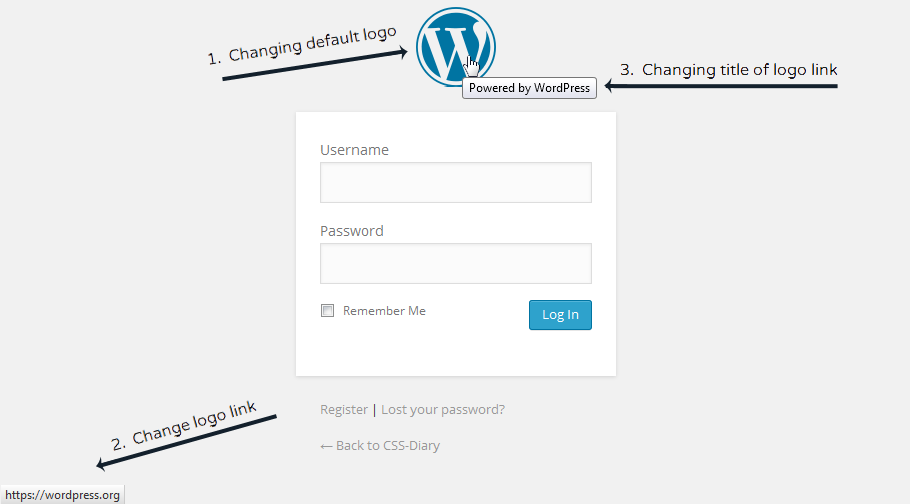 1. Changing default logo
W
Powered by WordPress
3. Changing title of logo link
Username
Password
Remember Me
Log In
Register | Lost your password?
← Back to CSS-Diary
2. Change logo link
https://wordpress.org